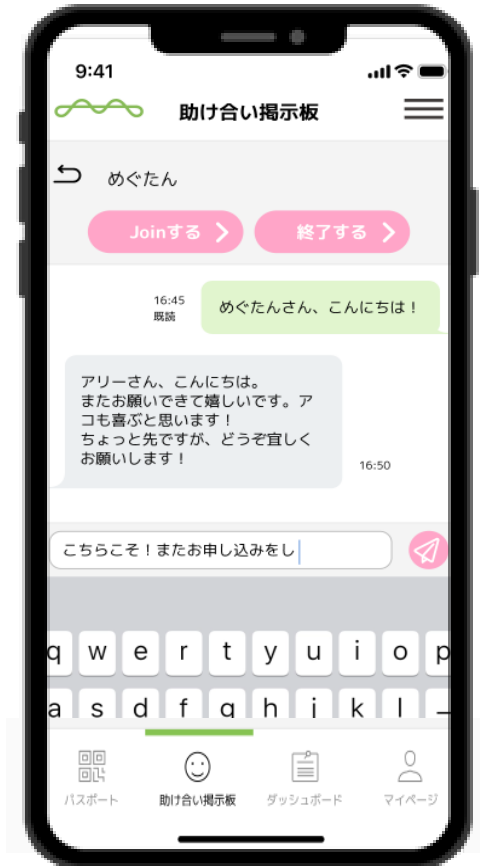 9:41
助け合い掲示板
めぐたん
Joinする
終了する
16:45
既読
めぐたんさん、こんにちは！
アリーさん、こんにちは。
またお願いできて嬉しいです。ア
コも喜ぶと思います！
ちょっと先ですが、どうぞ宜しく
お願いします！
16:50
こちらこそ！またお申し込みをし
q w e r t y u i o p
a s d f g h j k l ー
パスポート
助け合い掲示板
ダッシュボード
マイページ